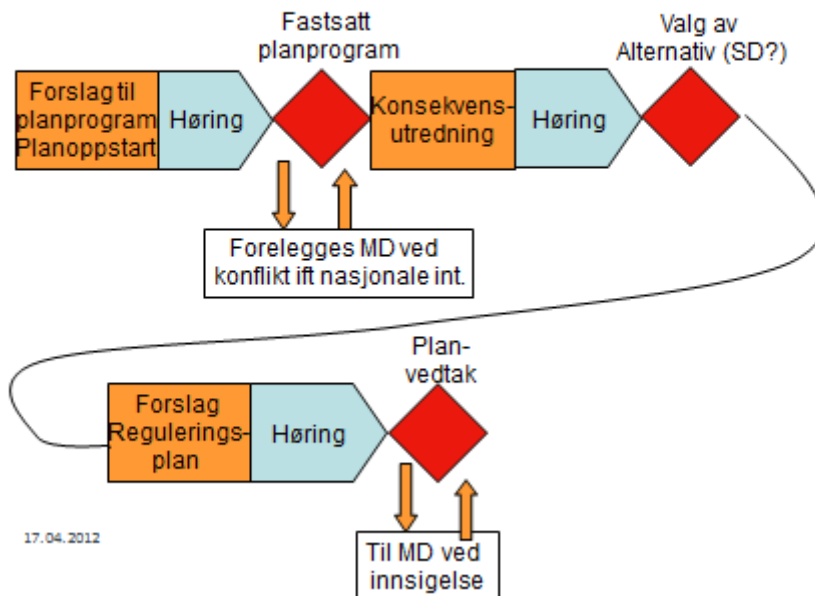 Fastsatt
planprogram
Valg av
Alternativ (SD?)
Forslag til
planprogram
Planoppstart
Høring
Konsekvens-
utredning
Høring
Forelegges MD ved
konflikt ift nasjonale int.
Plan-
vedtak
Forslag
Regulerings-
plan
Høring
17.04.2012
Til MD ved
innsigelse